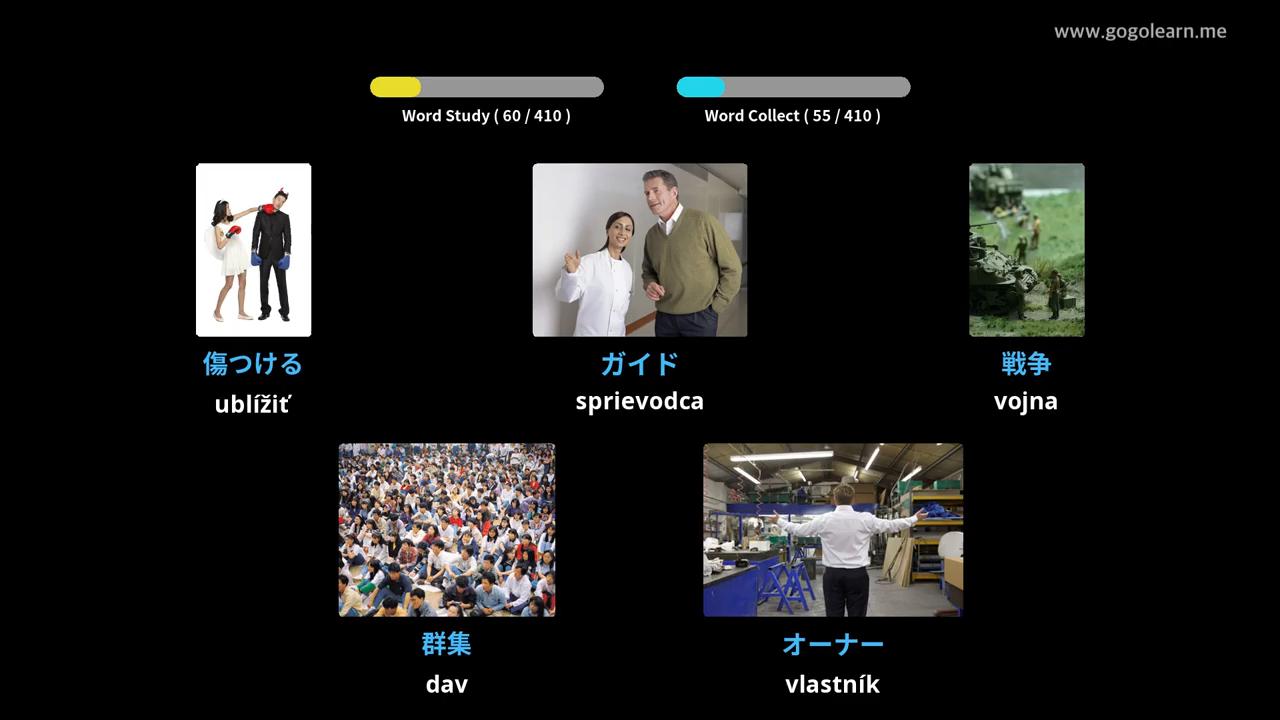 www.gogolearn.me
Word Study ( 60 / 410 )
Word Collect ( 55 / 410 )
傷つける
ublížiť
ガイド
sprievodca
戦争
vojna
群集
dav
オーナー
vlastník